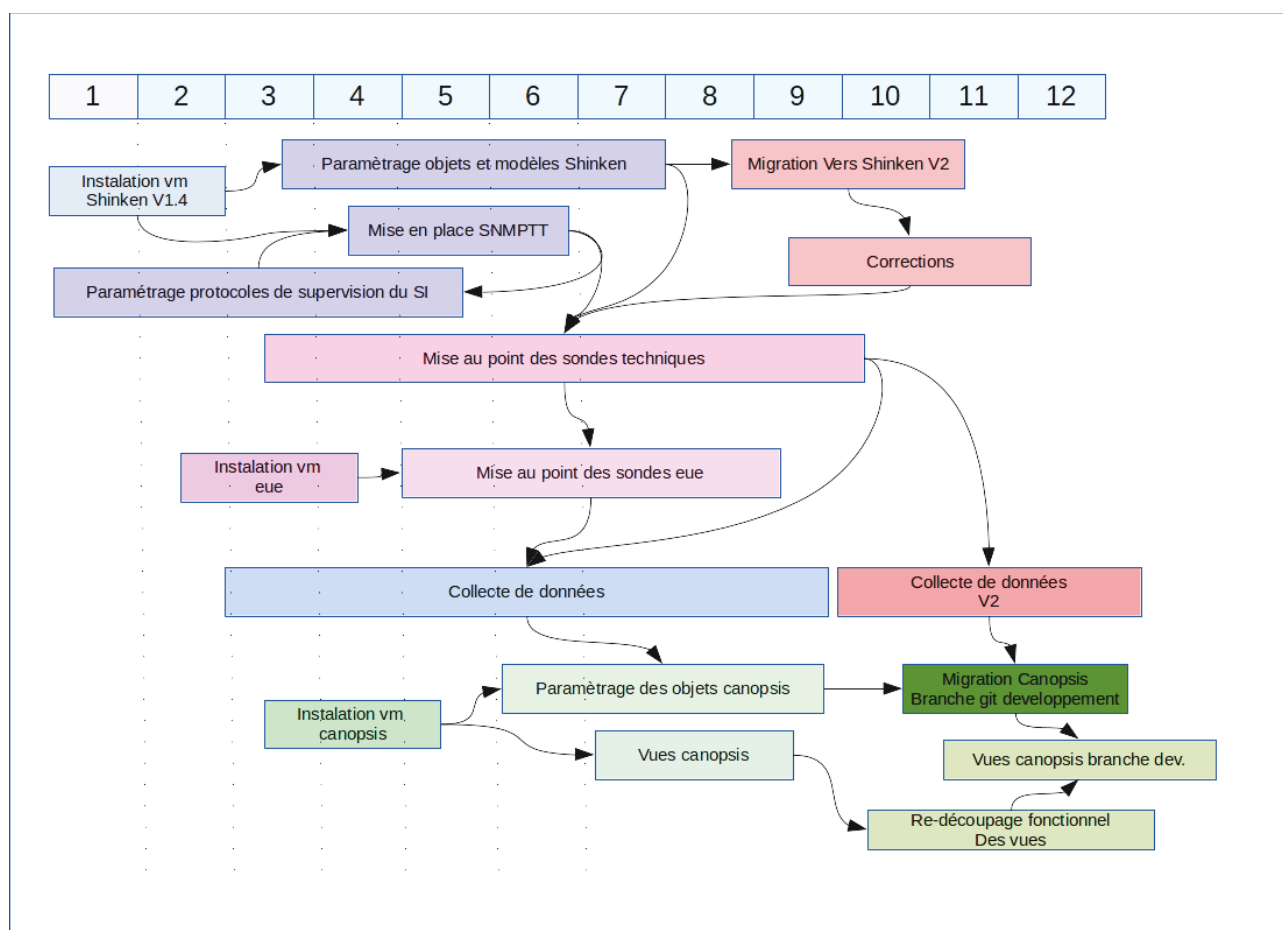 1 2 3 4 5 6 7 8 9 10 11 12
Paramètrage objets et modèles Shinken
Migration Vers Shinken V2
Instalation vm
Shinken V1.4
Mise en place SNMPTT
Corrections
Paramétrage protocoles de supervision du SI
Mise au point des sondes techniques
Instalation vm
eue
Mise au point des sondes eue
Collecte de données
Collecte de données
V2
Paramètrage des objets canopsis
Migration Canopsis
Branche git developpement
Instalation vm
canopsis
Vues canopsis
Vues canopsis branche dev.
Re-découpage fonctionnel
Des vues